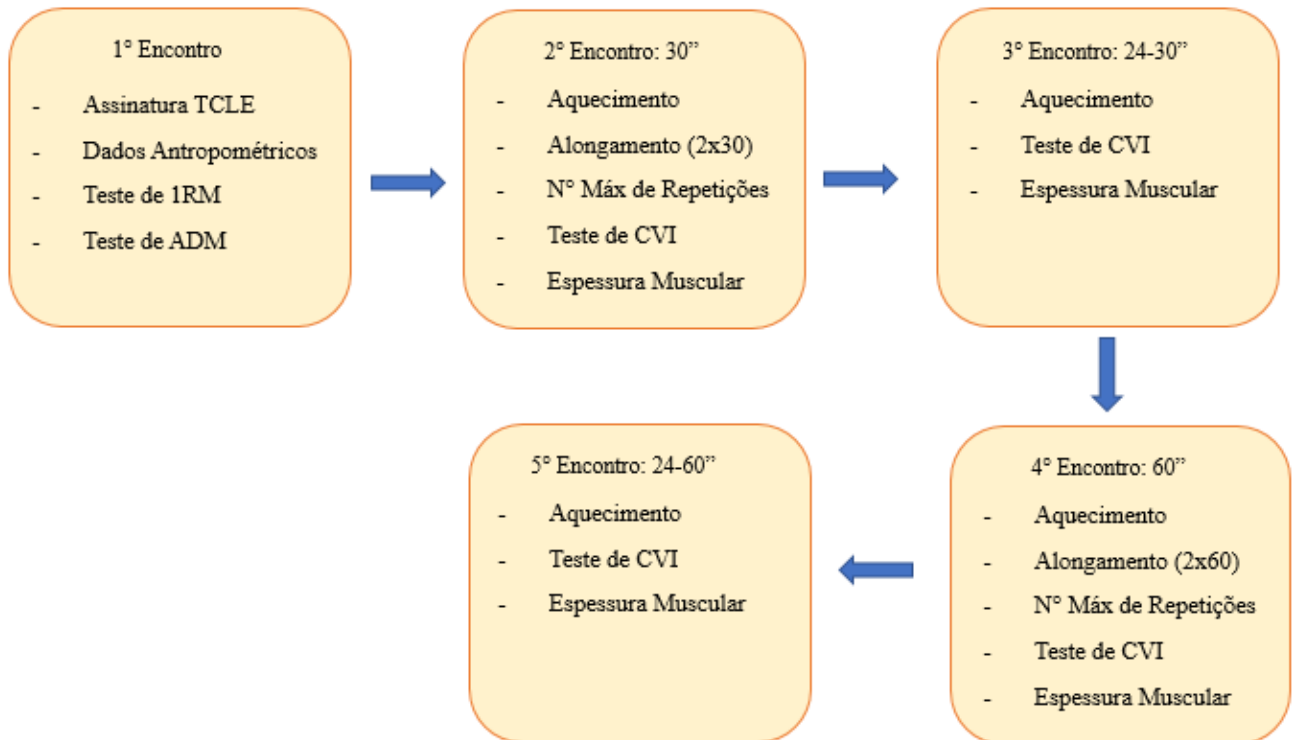 1° Encontro
- Assinatura TCLE
- Dados Antropométricos
- Teste de 1RM
- Teste de ADM
2° Encontro: 30”
- Aquecimento
- Alongamento (2x30)
- N° Máx de Repetições
- Teste de CVI
- Espessura Muscular
3° Encontro: 24-30”
- Aquecimento
- Teste de CVI
- Espessura Muscular
4° Encontro: 60”
- Aquecimento
- Alongamento (2x60)
- N° Máx de Repetições
- Teste de CVI
- Espessura Muscular
5° Encontro: 24-60”
- Aquecimento
- Teste de CVI
- Espessura Muscular